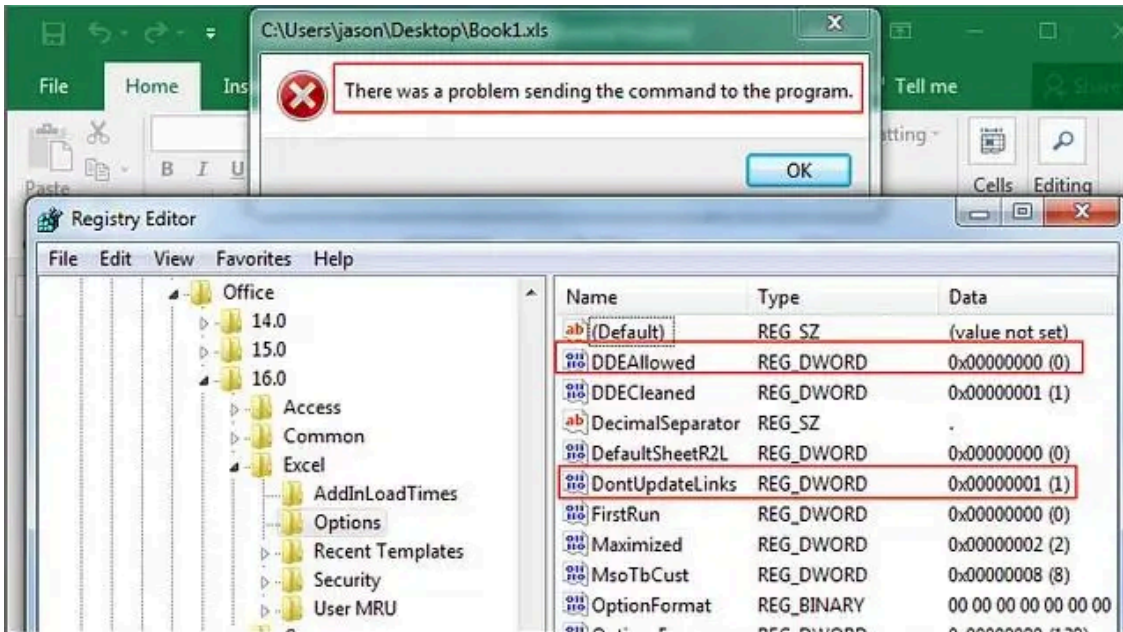 C:\Users\jason\Desktop\Book1.xls
There was a problem sending the command to the program.
OK
File Home Ins Tell me Share
B I U
Paste
atting
Cells Editing
Registry Editor
File Edit View Favorites Help
Office
14.0
15.0
16.0
Access
Common
Excel
AddInLoadTimes
Options
Recent Templates
Security
User MRU
Name Type Data
(Default) REG_SZ (value not set)
DDEAllowed REG_DWORD 0x00000000 (0)
DDECleaned REG_DWORD 0x00000001 (1)
DecimalSeparator REG_SZ .
DefaultSheetR2L REG_DWORD 0x00000000 (0)
DontUpdateLinks REG_DWORD 0x00000001 (1)
FirstRun REG_DWORD 0x00000000 (0)
Maximized REG_DWORD 0x00000002 (2)
MsoTbCust REG_DWORD 0x00000008 (8)
OptionFormat REG_BINARY 00 00 00 00 00 00 00